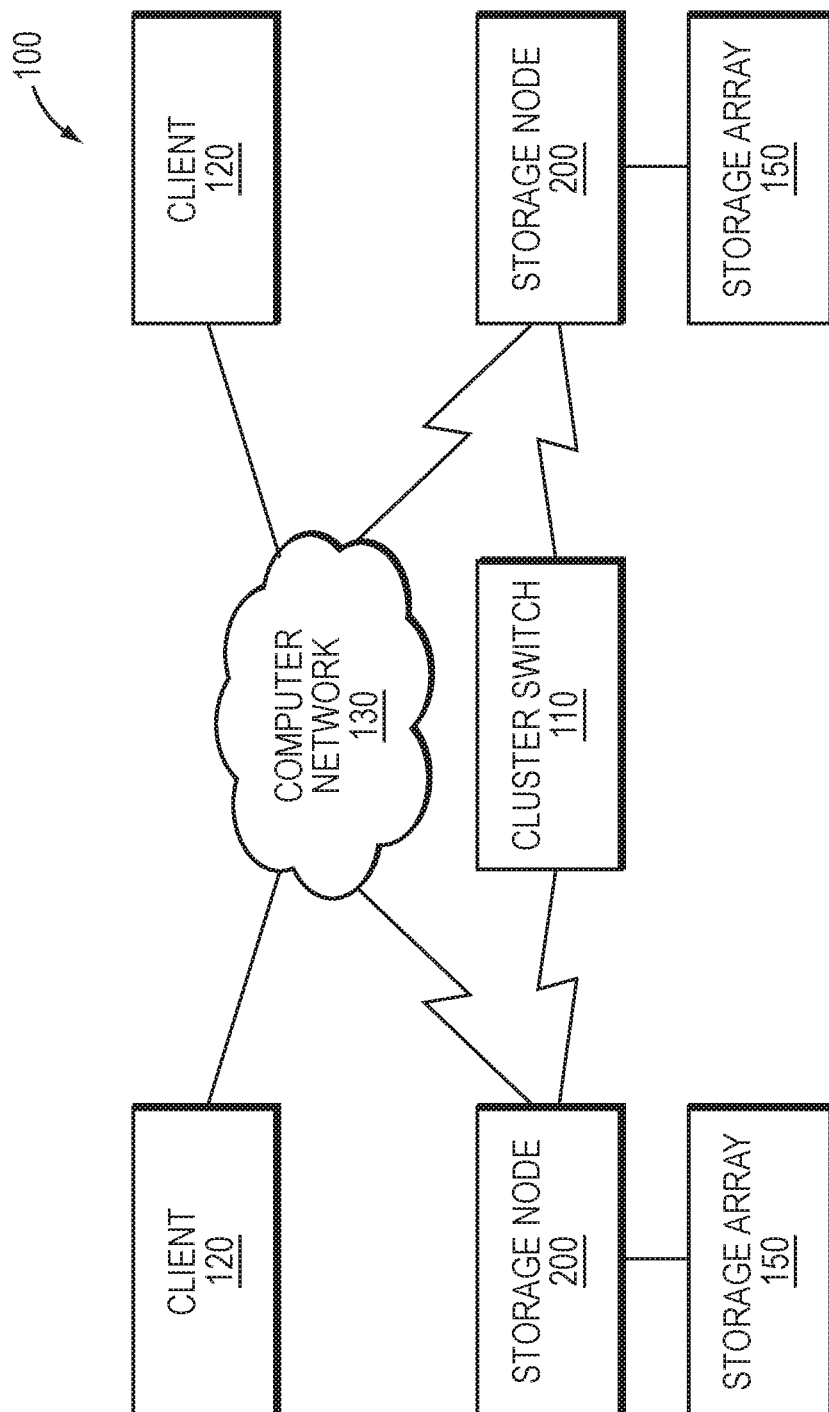 100
CLIENT
120
CLIENT
120
COMPUTER
NETWORK
130
STORAGE NODE
200
CLUSTER SWITCH
110
STORAGE NODE
200
STORAGE ARRAY
150
STORAGE ARRAY
150